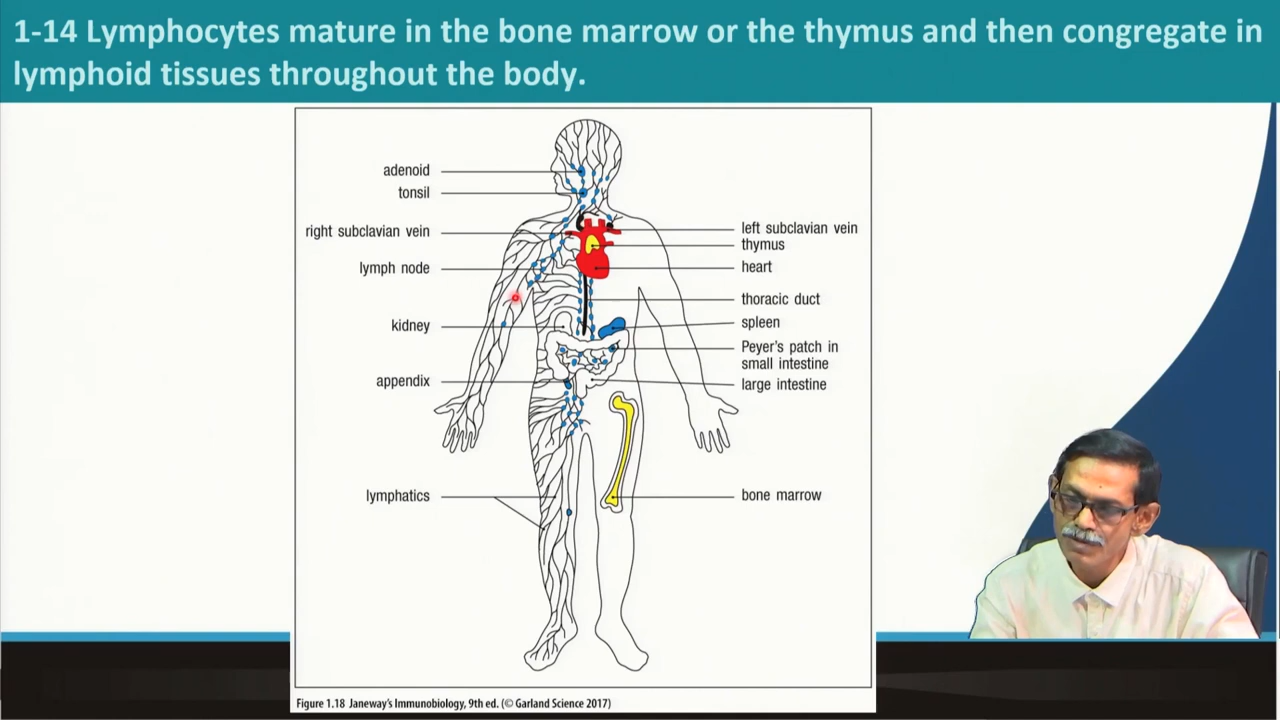 1-14 Lymphocytes mature in the bone marrow or the thymus and then congregate in
lymphoid tissues throughout the body.
adenoid
tonsil
right subclavian vein
lymph node
kidney
appendix
lymphatics
left subclavian vein
thymus
heart
thoracic duct
spleen
Peyer's patch in
small intestine
large intestine
bone marrow
Figure 1.18 Janeway's Immunobiology, 9th ed. (© Garland Science 2017)